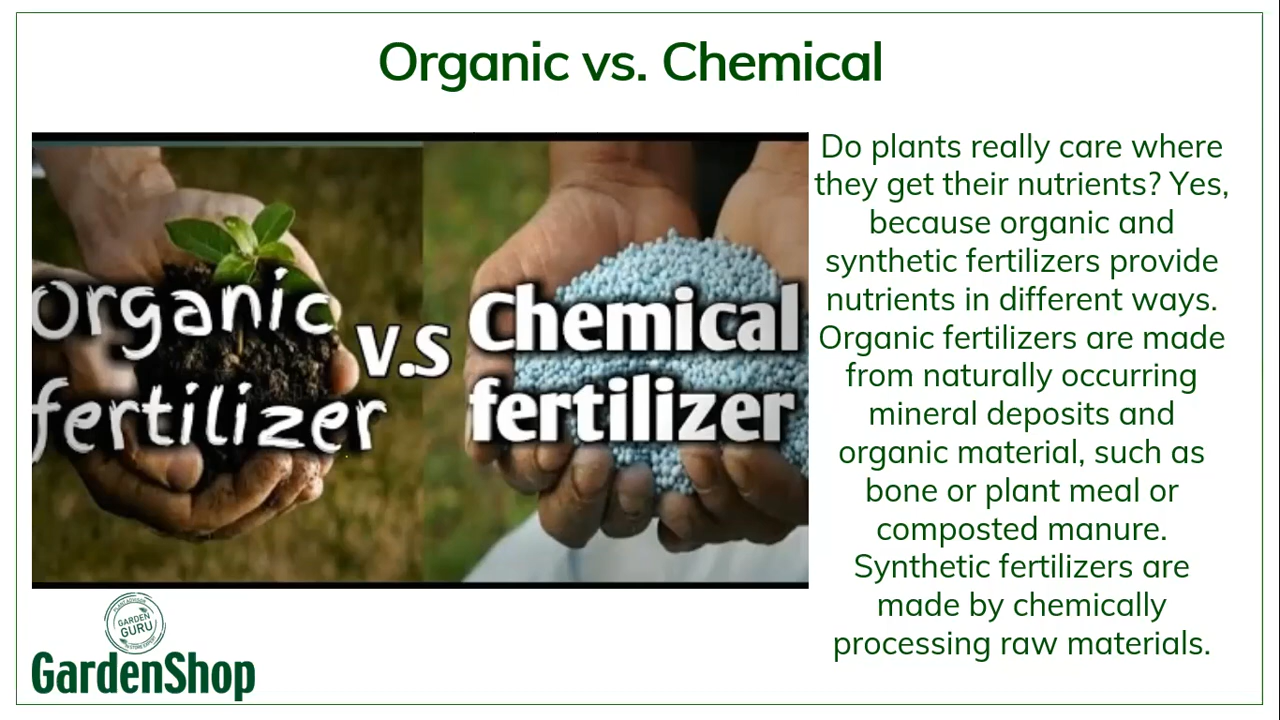 Organic vs. Chemical
Organic
fertilizer
V.S
Chemical
fertilizer
Do plants really care where
they get their nutrients? Yes,
because organic and
synthetic fertilizers provide
nutrients in different ways.
Organic fertilizers are made
from naturally occurring
mineral deposits and
organic material, such as
bone or plant meal or
composted manure.
Synthetic fertilizers are
made by chemically
processing raw materials.
GARDEN
GURU
GardenShop